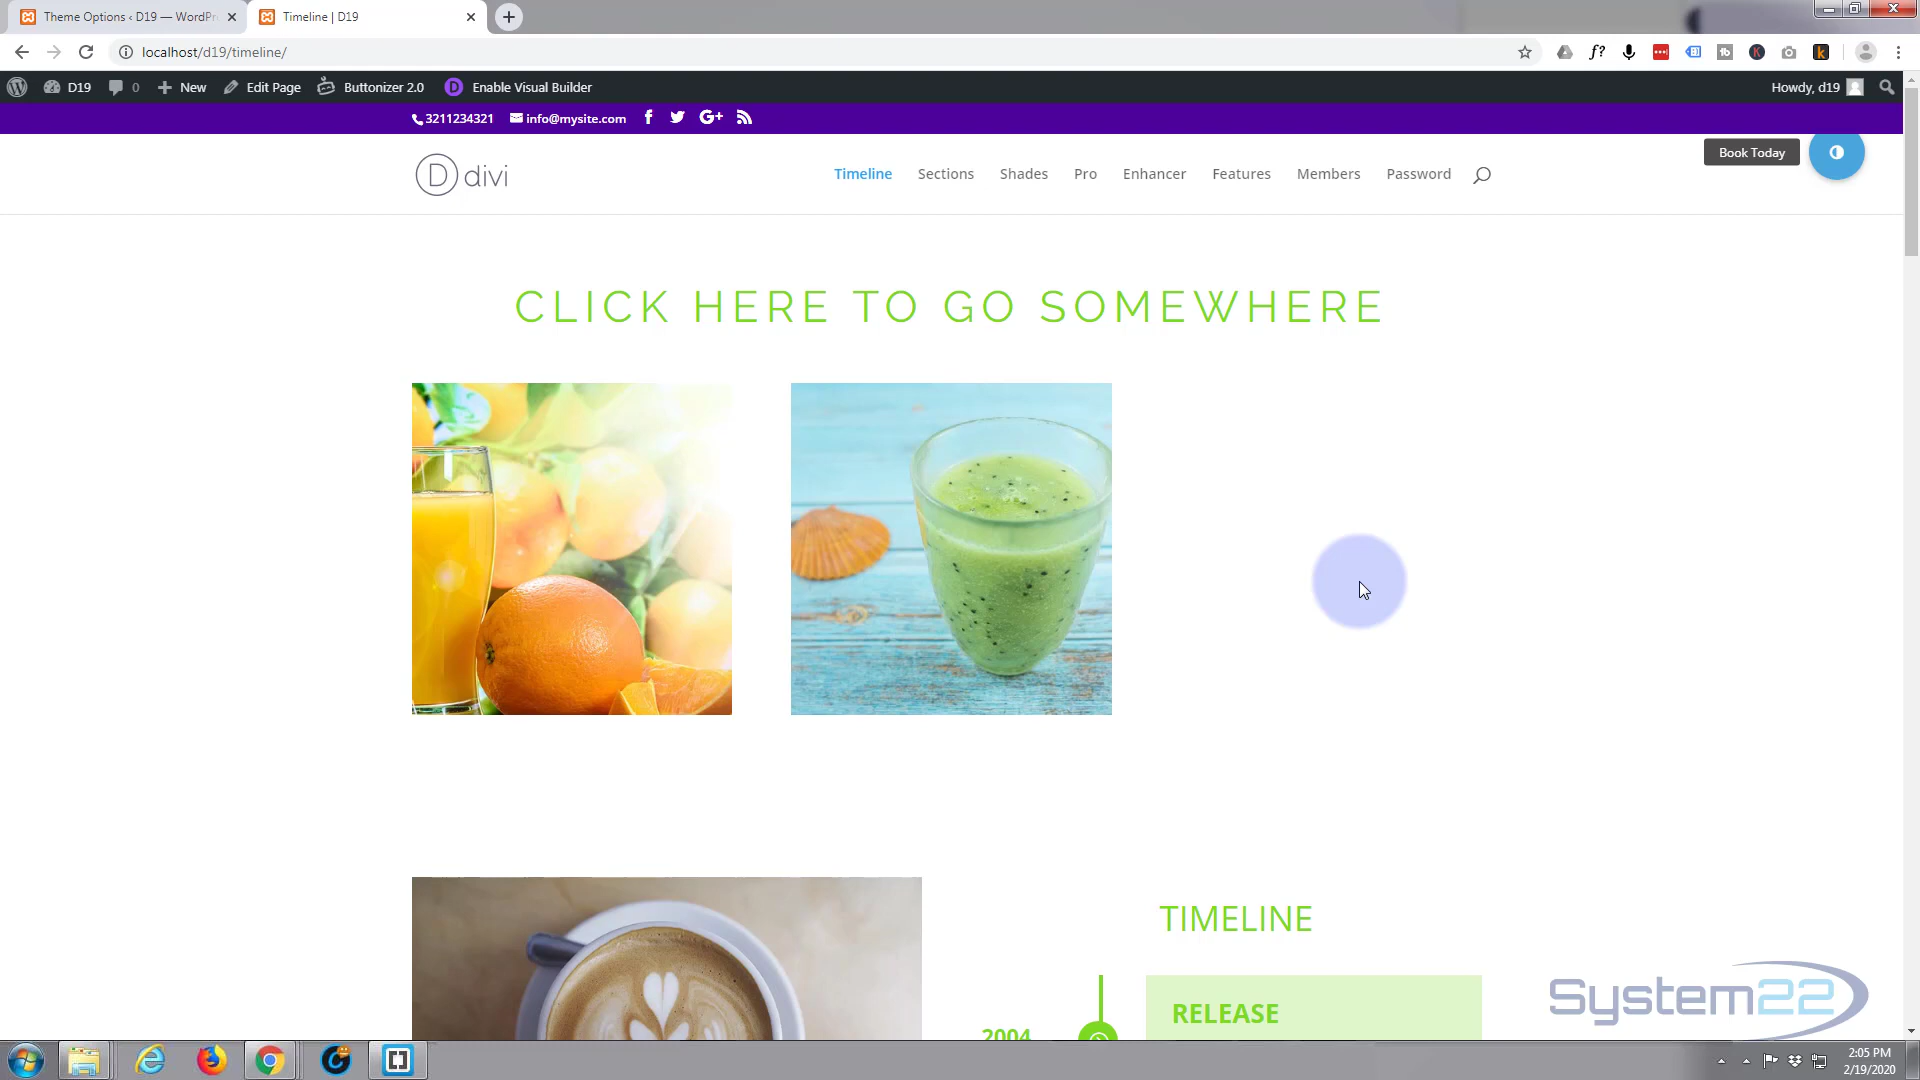 Theme Options ‹ D19 — WordPr
Timeline | D19
localhost/d19/timeline/
D19
0
New
Edit Page
Buttonizer 2.0
Enable Visual Builder
Howdy, d19
3211234321
info@mysite.com
G+
D divi
Timeline
Sections
Shades
Pro
Enhancer
Features
Members
Password
Book Today
CLICK HERE TO GO SOMEWHERE
TIMELINE
RELEASE
2004
System22
2:05 PM
2/19/2020